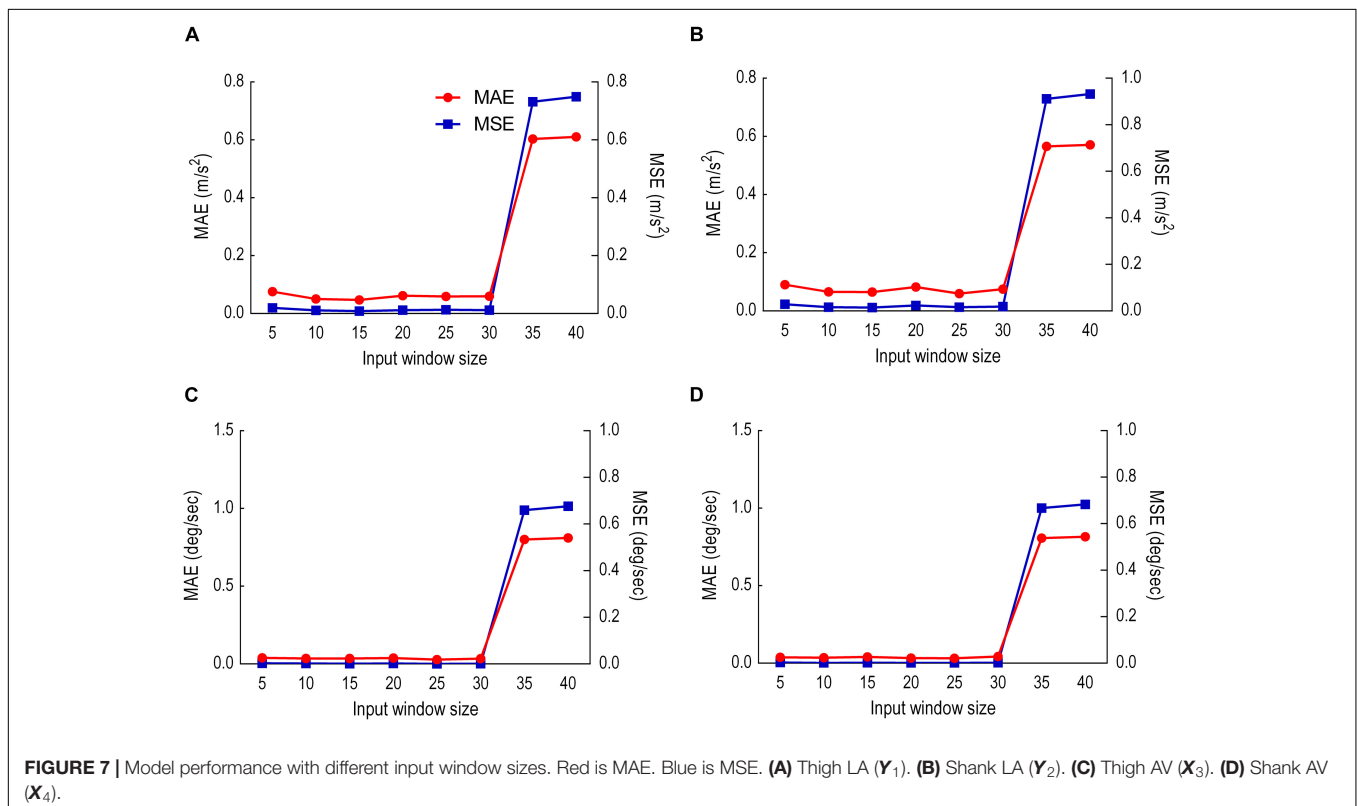 A
0.8
0.6
0.4
0.2
0.0
MAE (m/s²)
MAE
MSE
0.8
0.6
0.4
0.2
0.0
MSE (m/s²)
5 10 15 20 25 30 35 40
Input window size
B
0.8
0.6
0.4
0.2
0.0
MAE (m/s²)
1.0
0.8
0.6
0.4
0.2
0.0
MSE (m/s²)
5 10 15 20 25 30 35 40
Input window size
C
1.5
1.0
0.5
0.0
MAE (deg/sec)
1.0
0.8
0.6
0.4
0.2
0.0
MSE (deg/sec)
5 10 15 20 25 30 35 40
Input window size
D
1.5
1.0
0.5
0.0
MAE (deg/sec)
1.0
0.8
0.6
0.4
0.2
0.0
MSE (deg/sec)
5 10 15 20 25 30 35 40
Input window size
FIGURE 7 | Model performance with different input window sizes. Red is MAE. Blue is MSE. (A) Thigh LA (Y₁). (B) Shank LA (Y₂). (C) Thigh AV (X₃). (D) Shank AV
(X₄).